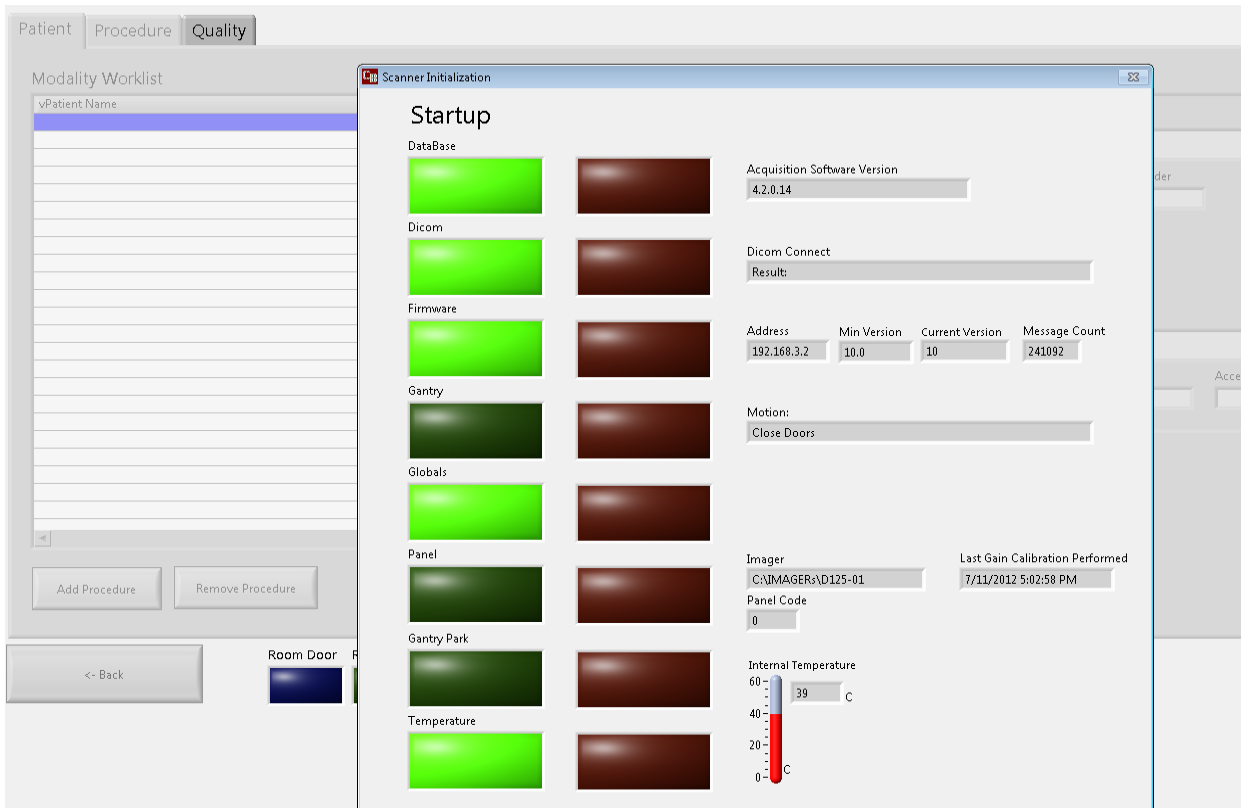 Patient
Procedure
Quality
Modality Worklist
vPatient Name
Add Procedure
Remove Procedure
<- Back
Room Door
Scanner Initialization
Startup
DataBase
Acquisition Software Version
4.2.0.14
Dicom
Dicom Connect
Result:
Firmware
Address Min Version Current Version Message Count
192.168.3.2 10.0 10 241092
Gantry
Motion:
Close Doors
Globals
Panel
Imager Last Gain Calibration Performed
C:\IMAGERs\D125-01 7/11/2012 5:02:58 PM
Panel Code
0
Gantry Park
Internal Temperature
60
39 C
40
20
0
C
Temperature
der
Acce